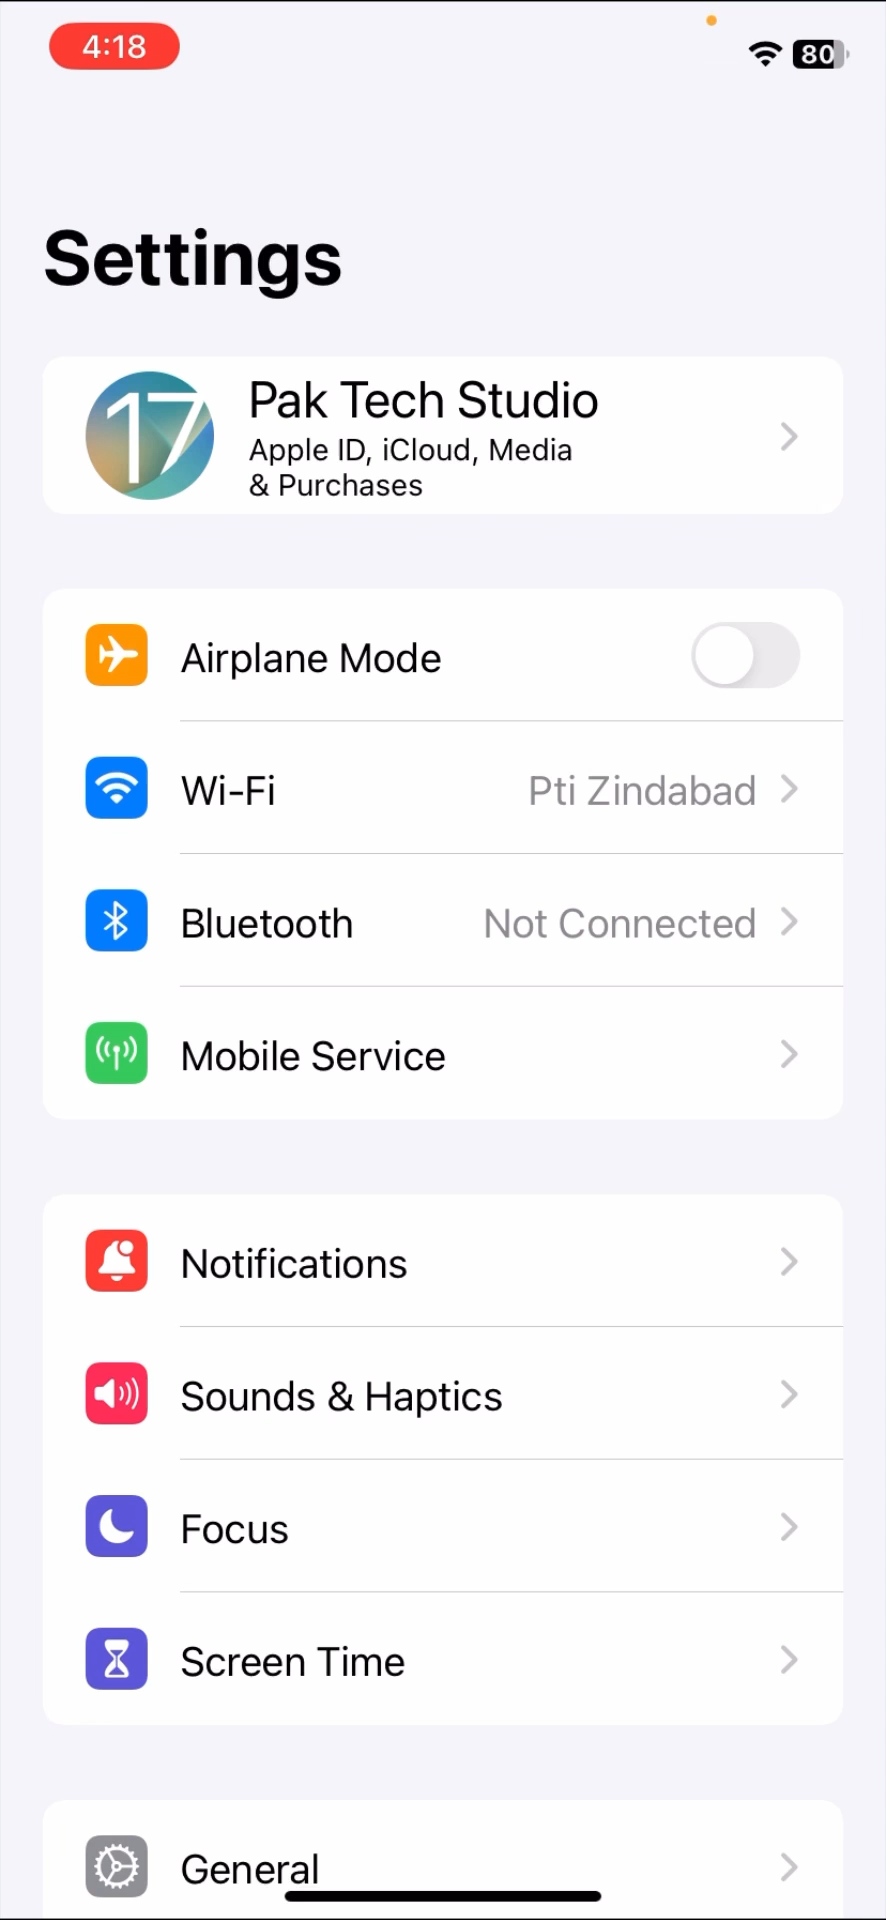 4:18
80
Settings
17
Pak Tech Studio
Apple ID, iCloud, Media
& Purchases
Airplane Mode
Wi-Fi Pti Zindabad
Bluetooth Not Connected
Mobile Service
Notifications
Sounds & Haptics
Focus
Screen Time
General